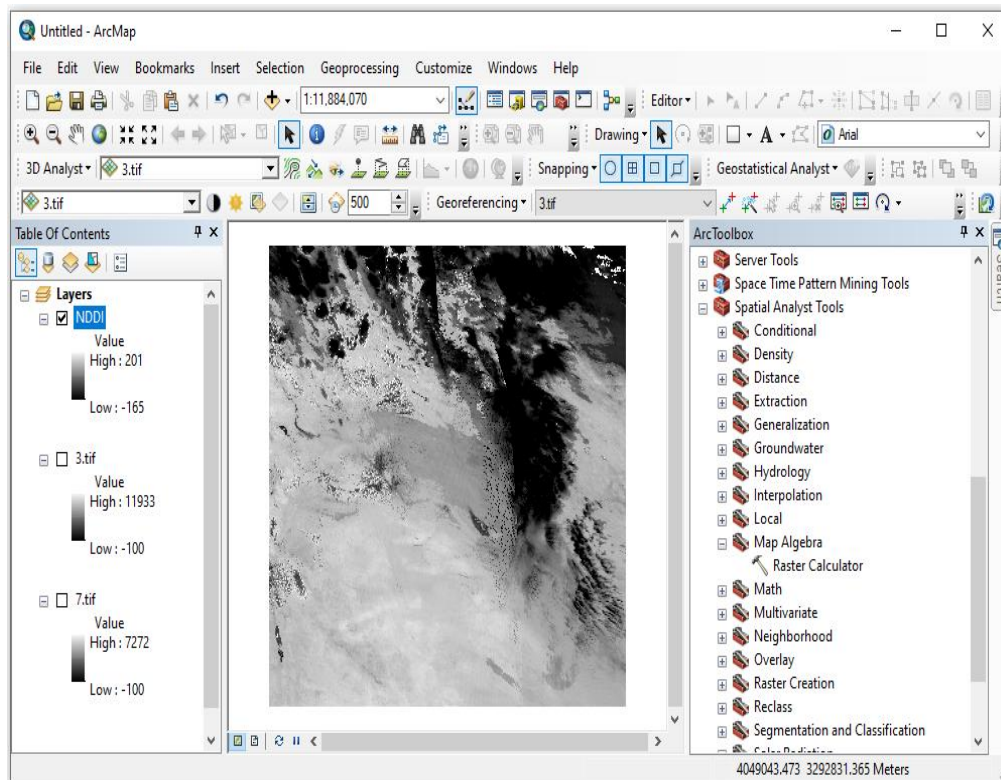 Untitled - ArcMap
File Edit View Bookmarks Insert Selection Geoprocessing Customize Windows Help
1:11,884,070 Editor
Drawing A Arial
3D Analyst 3.tif Snapping Geostatistical Analyst
3.tif 500 Georeferencing 3.tif
Table Of Contents
Layers
NDDI
Value
High : 201
Low : -165
3.tif
Value
High : 11933
Low : -100
7.tif
Value
High : 7272
Low : -100
ArcToolbox
Server Tools
Space Time Pattern Mining Tools
Spatial Analyst Tools
Conditional
Density
Distance
Extraction
Generalization
Groundwater
Hydrology
Interpolation
Local
Map Algebra
Raster Calculator
Math
Multivariate
Neighborhood
Overlay
Raster Creation
Reclass
Segmentation and Classification
4049043.473 3292831.365 Meters